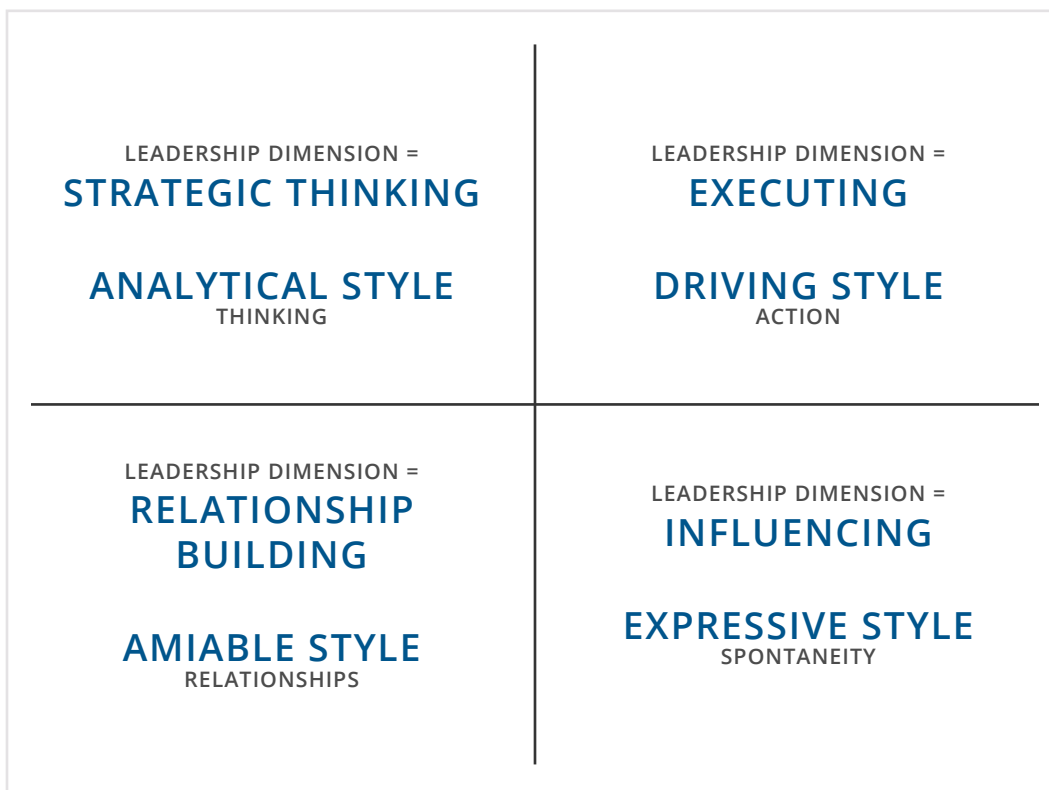 LEADERSHIP DIMENSION =
STRATEGIC THINKING
ANALYTICAL STYLE
THINKING
LEADERSHIP DIMENSION =
EXECUTING
DRIVING STYLE
ACTION
LEADERSHIP DIMENSION =
RELATIONSHIP
BUILDING
AMIABLE STYLE
RELATIONSHIPS
LEADERSHIP DIMENSION =
INFLUENCING
EXPRESSIVE STYLE
SPONTANEITY